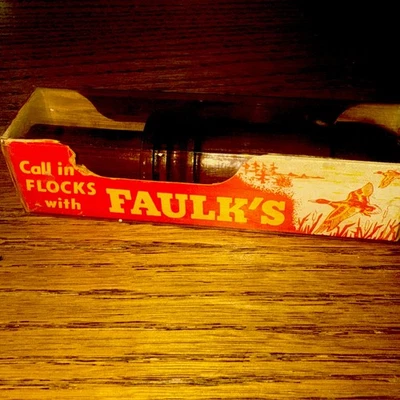 Call in
FLOCKS
with
FAULK'S